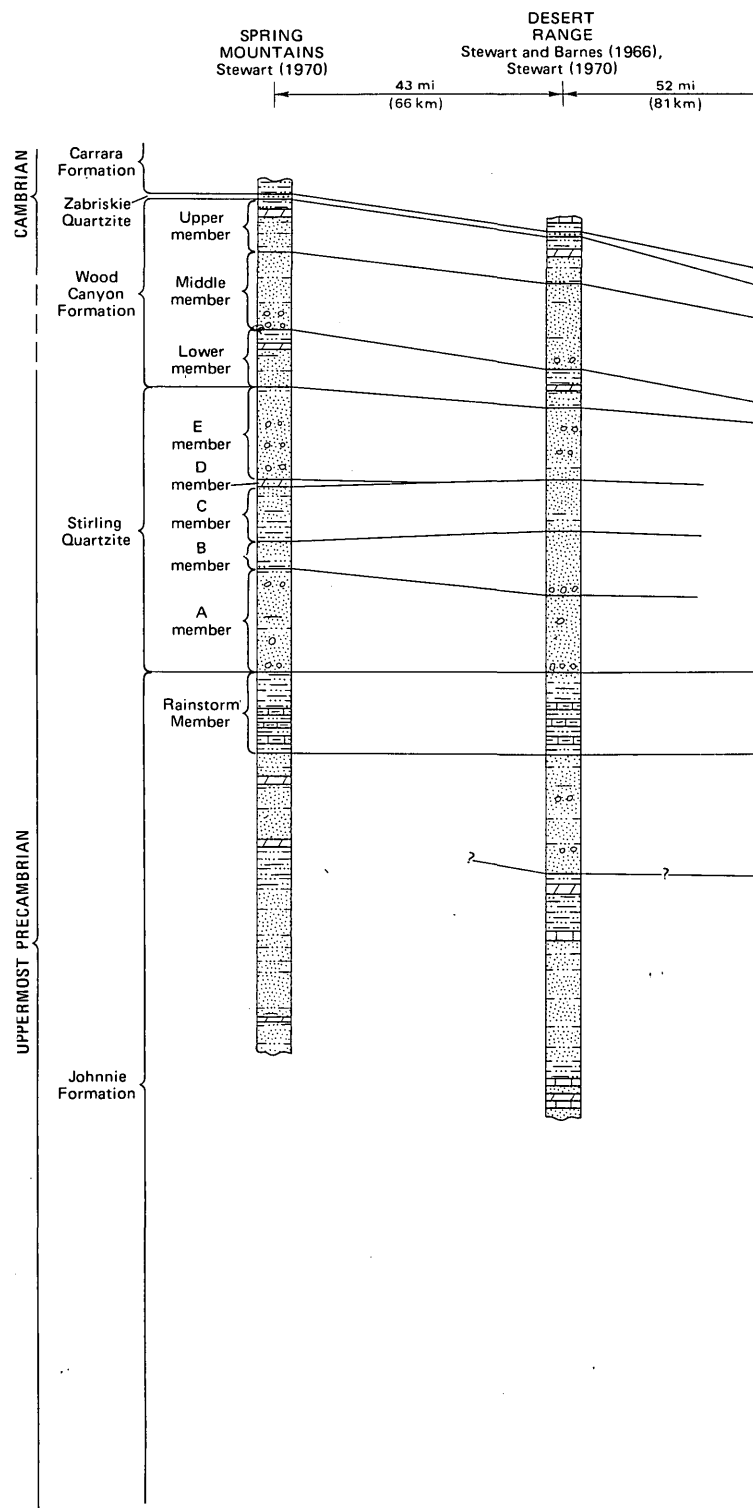 SPRING
MOUNTAINS
Stewart (1970)
DESERT
RANGE
Stewart and Barnes (1966),
Stewart (1970)
43 mi
(66 km)
52 mi
(81 km)
CAMBRIAN
UPPERMOST PRECAMBRIAN
Carrara
Formation
Zabriskie
Quartzite
Wood
Canyon
Formation
Upper
member
Middle
member
Lower
member
Stirling
Quartzite
E
member
D
member
C
member
B
member
A
member
Rainstorm
Member
?
?
Johnnie
Formation